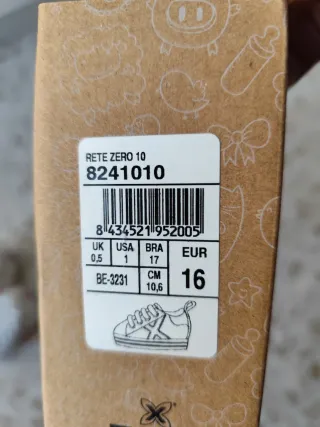 RETE ZERO 10
8241010
8 434521 952005
UK USA BRA EUR
0,5 1 17
BE-3231 CM 16
10,6